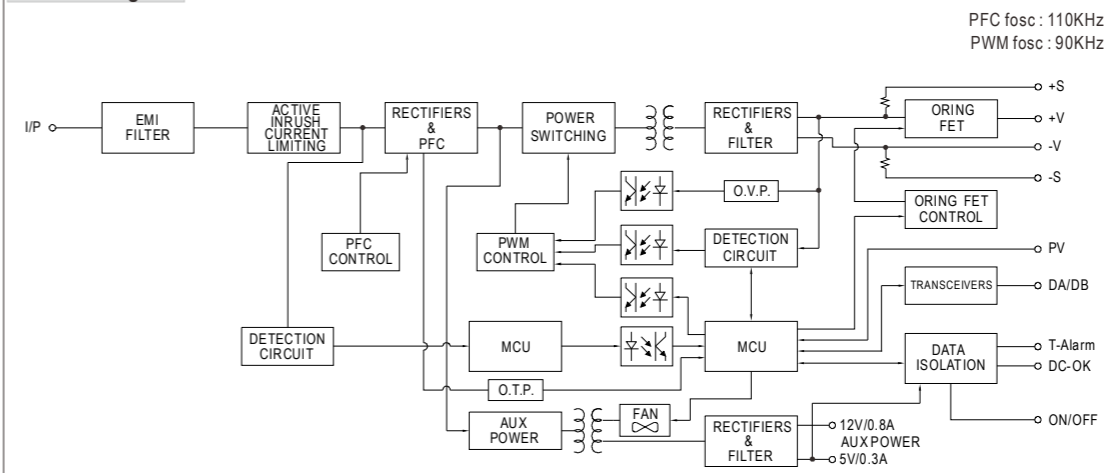 PFC fosc : 110KHz
PWM fosc : 90KHz
I/P
EMI
FILTER
ACTIVE
INRUSH
CURRENT
LIMITING
RECTIFIERS
&
PFC
POWER
SWITCHING
RECTIFIERS
&
FILTER
ORING
FET
+S
+V
-V
-S
O.V.P.
ORING FET
CONTROL
PFC
CONTROL
PWM
CONTROL
DETECTION
CIRCUIT
PV
TRANSCEIVERS
DA/DB
DETECTION
CIRCUIT
MCU
MCU
DATA
ISOLATION
T-Alarm
DC-OK
O.T.P.
AUX
POWER
FAN
RECTIFIERS
&
FILTER
12V/0.8A
AUX POWER
5V/0.3A
ON/OFF